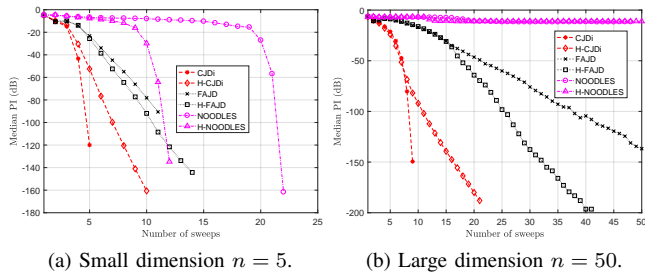 0
-20
-40
-60
-80
-100
-120
-140
-160
-180
Median PI (dB)
5
10
15
20
25
Number of sweeps
CJDi
H-CJDi
FAJD
H-FAJD
NOODLES
H-NOODLES
(a) Small dimension n = 5.
0
-50
-100
-150
-200
Median PI (dB)
5
10
15
20
25
30
35
40
45
50
Number of sweeps
CJDi
H-CJDi
FAJD
H-FAJD
NOODLES
H-NOODLES
(b) Large dimension n = 50.